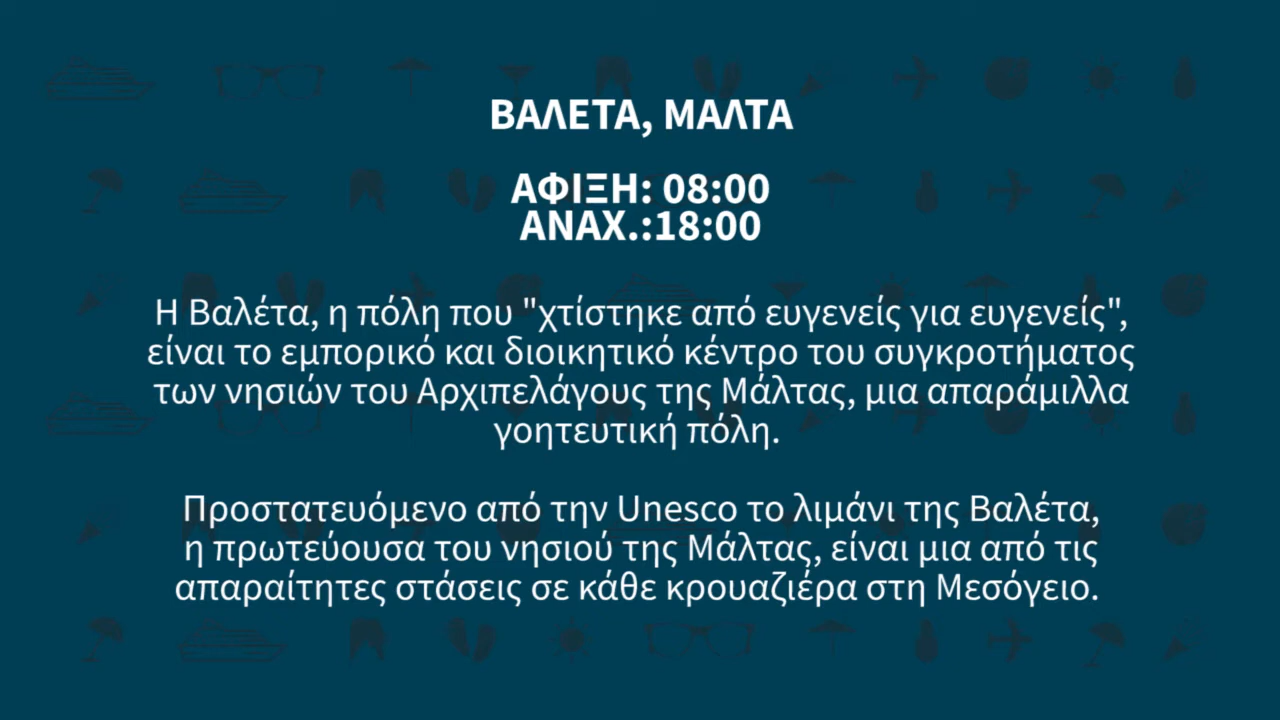 ΒΑΛΕΤΑ, ΜΑΛΤΑ
ΑΦΙΞΗ: 08:00
ΑΝΑΧ.:18:00
Η Βαλέτα, η πόλη που "χτίστηκε από ευγενείς για ευγενείς",
είναι το εμπορικό και διοικητικό κέντρο του συγκροτήματος
των νησιών του Αρχιπελάγους της Μάλτας, μια απαράμιλλα
γοητευτική πόλη.
Προστατευόμενο από την Unesco το λιμάνι της Βαλέτα,
η πρωτεύουσα του νησιού της Μάλτας, είναι μια από τις
απαραίτητες στάσεις σε κάθε κρουαζιέρα στη Μεσόγειο.